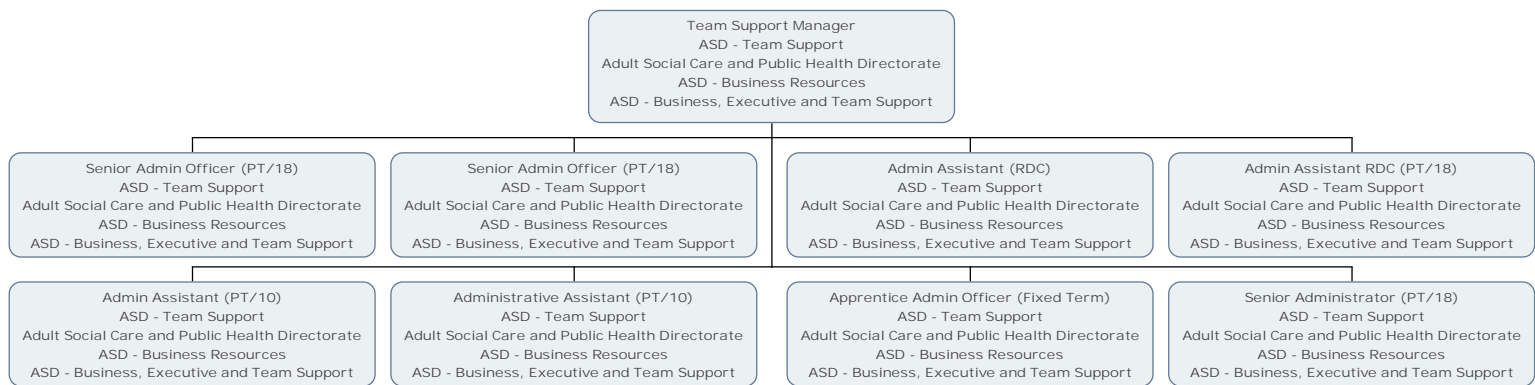 Team Support Manager
ASD - Team Support
Adult Social Care and Public Health Directorate
ASD - Business Resources
ASD - Business, Executive and Team Support
Senior Admin Officer (PT/18)
ASD - Team Support
Adult Social Care and Public Health Directorate
ASD - Business Resources
ASD - Business, Executive and Team Support
Senior Admin Officer (PT/18)
ASD - Team Support
Adult Social Care and Public Health Directorate
ASD - Business Resources
ASD - Business, Executive and Team Support
Admin Assistant (RDC)
ASD - Team Support
Adult Social Care and Public Health Directorate
ASD - Business Resources
ASD - Business, Executive and Team Support
Admin Assistant RDC (PT/18)
ASD - Team Support
Adult Social Care and Public Health Directorate
ASD - Business Resources
ASD - Business, Executive and Team Support
Admin Assistant (PT/10)
ASD - Team Support
Adult Social Care and Public Health Directorate
ASD - Business Resources
ASD - Business, Executive and Team Support
Administrative Assistant (PT/10)
ASD - Team Support
Adult Social Care and Public Health Directorate
ASD - Business Resources
ASD - Business, Executive and Team Support
Apprentice Admin Officer (Fixed Term)
ASD - Team Support
Adult Social Care and Public Health Directorate
ASD - Business Resources
ASD - Business, Executive and Team Support
Senior Administrator (PT/18)
ASD - Team Support
Adult Social Care and Public Health Directorate
ASD - Business Resources
ASD - Business, Executive and Team Support